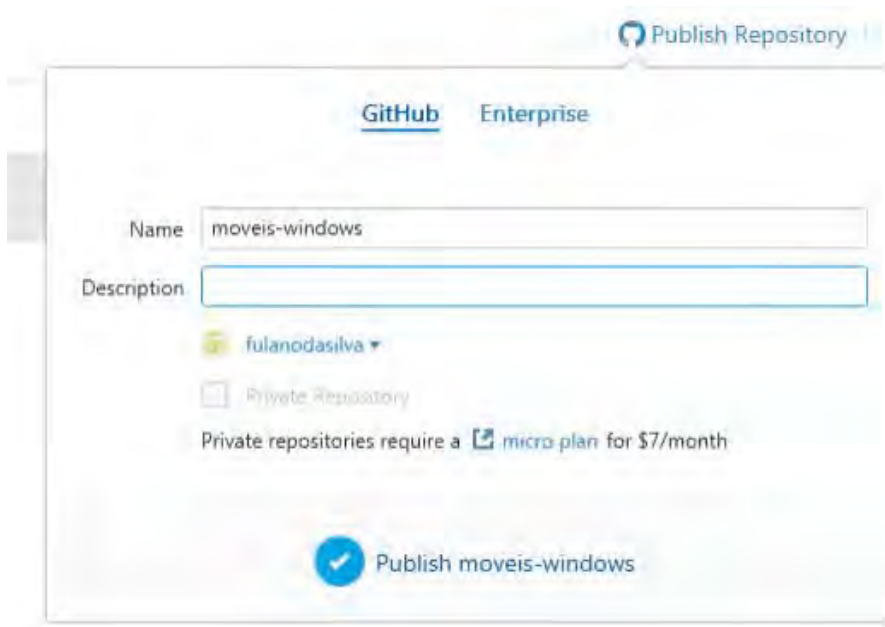 Publish Repository
GitHub Enterprise
Name moveis-windows
Description
fulanodasilva
Private Repository
Private repositories require a micro plan for $7/month
Publish moveis-windows